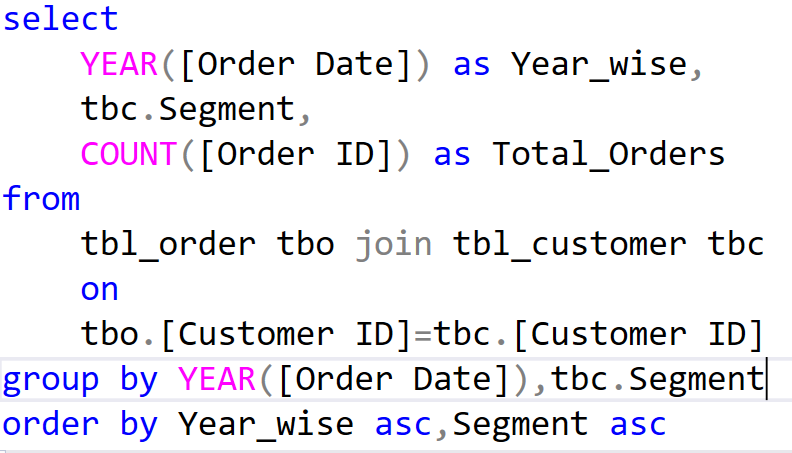 select
YEAR([Order Date]) as Year_wise,
tbc.Segment,
COUNT([Order ID]) as Total_Orders
from
tbl_order tbo join tbl_customer tbc
on
tbo.[Customer ID]=tbc.[Customer ID]
group by YEAR([Order Date]),tbc.Segment
order by Year_wise asc,Segment asc